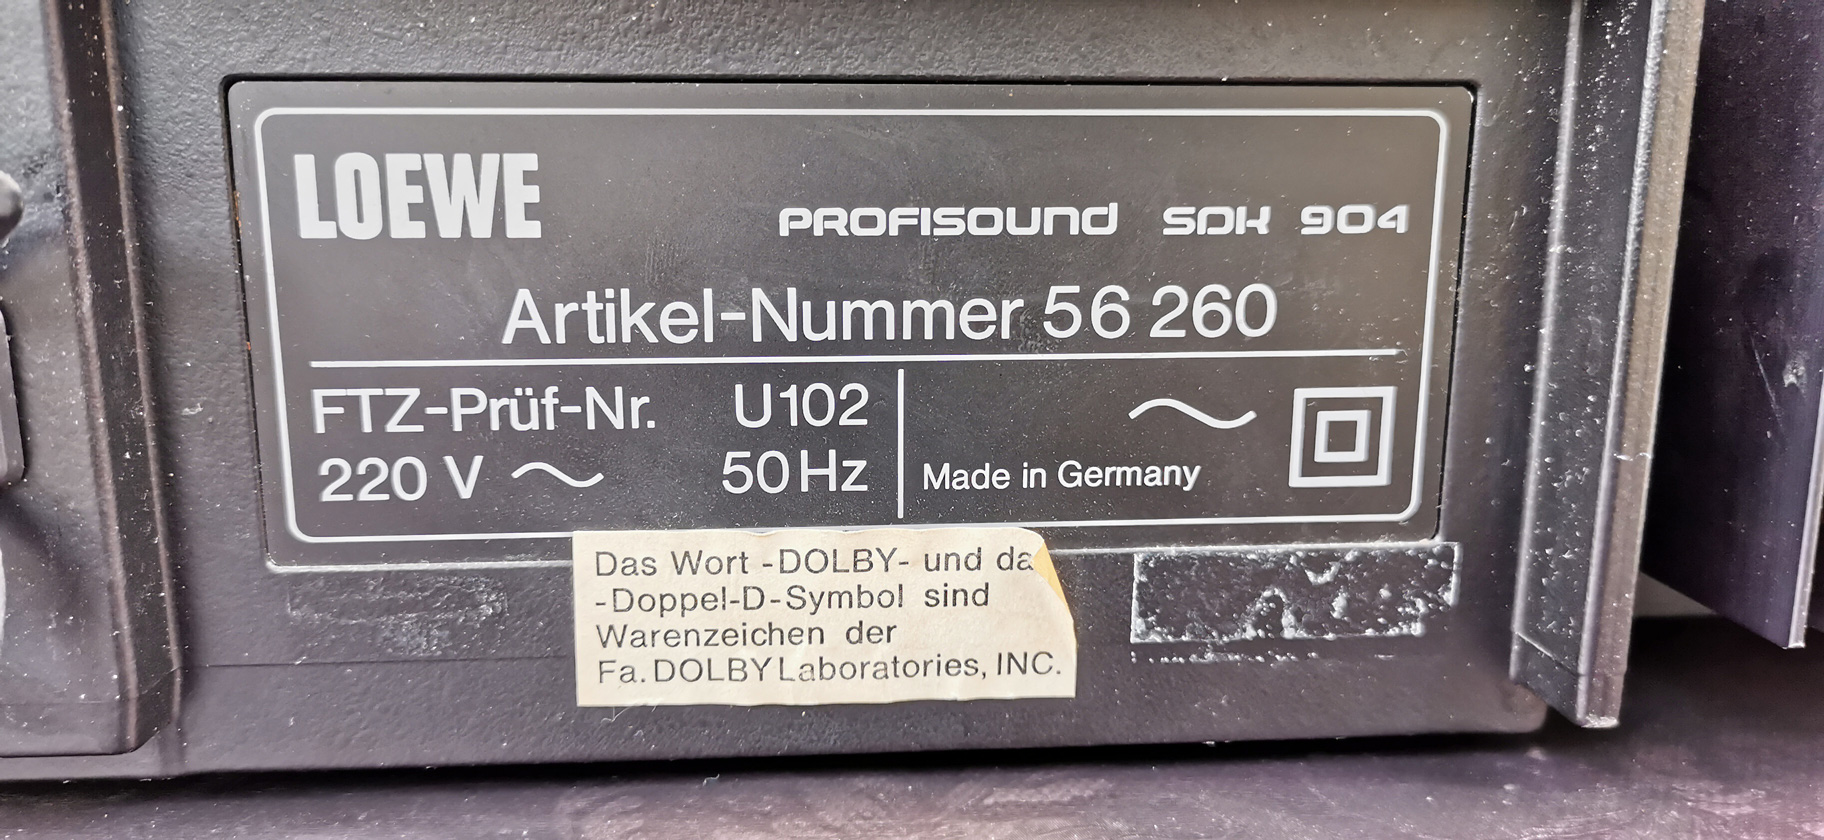 LOEWE
PROFISOUND SDK 904
Artikel-Nummer 56 260
FTZ-Prüf-Nr. U102
220 V ~ 50 Hz
Made in Germany
~
Das Wort -DOLBY- und da
-Doppel-D-Symbol sind
Warenzeichen der
Fa. DOLBY Laboratories, INC.